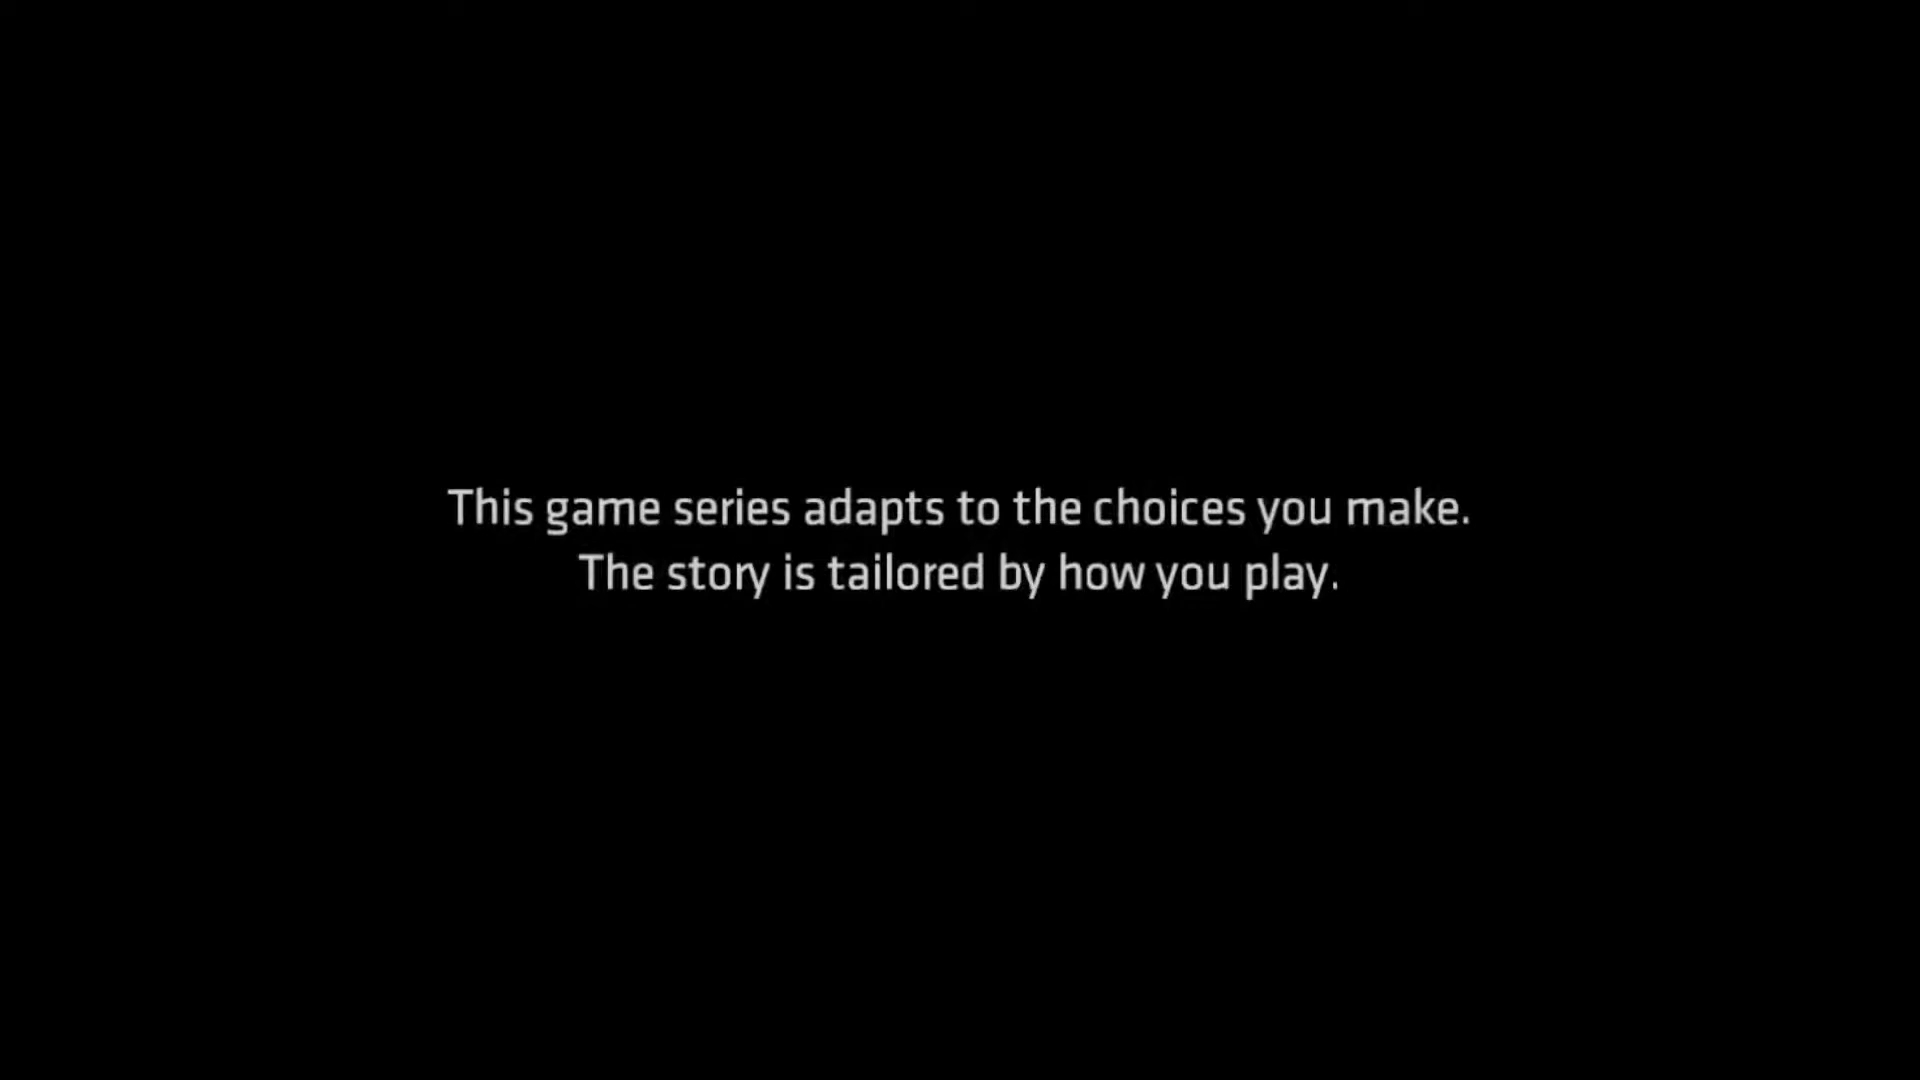 This game series adapts to the choices you make.
The story is tailored by how you play.